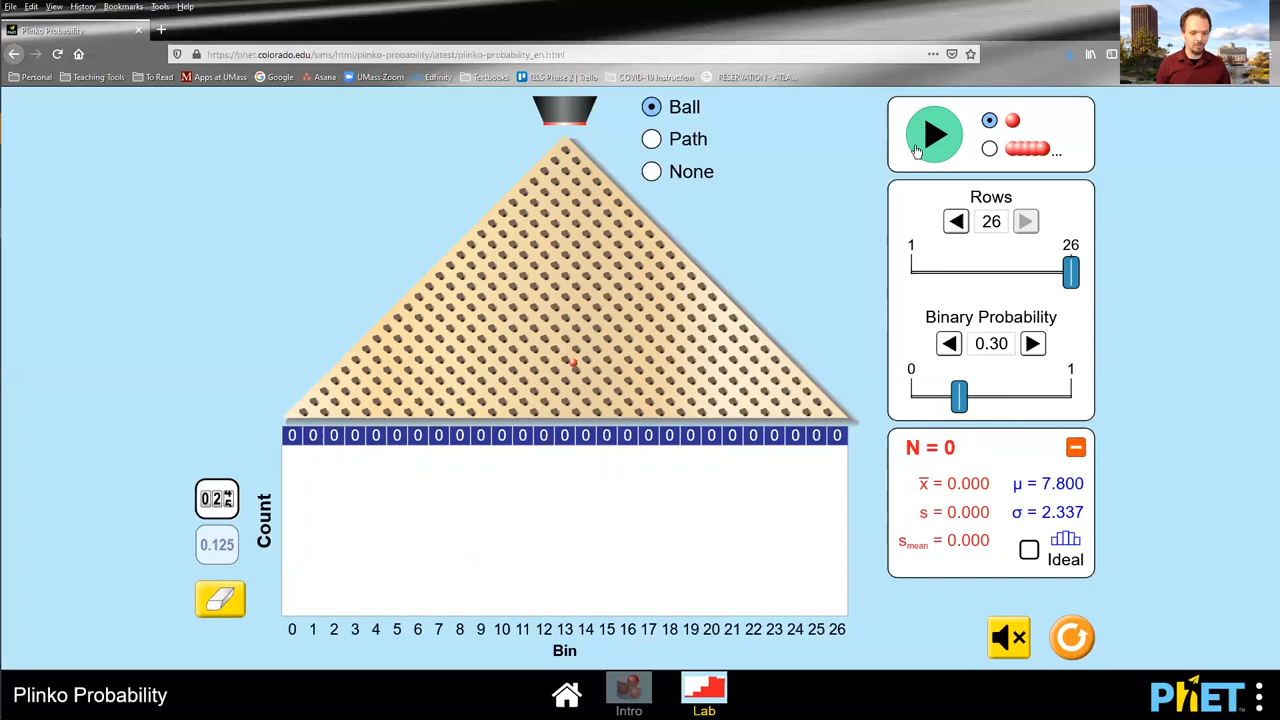 File Edit View History Bookmarks Tools Help
Plinko Probability × +
https://phet.colorado.edu/sims/html/plinko-probability/latest/plinko-probability_en.html
Personal Teaching Tools To Read Apps at UMass Google Asana UMass Zoom Edfinity Textbooks COVID-19 Instruction
Ball
Path
None
...
Rows
26
1 26
Binary Probability
0.30
0 1
0 0 0 0 0 0 0 0 0 0 0 0 0 0 0 0 0 0 0 0 0 0 0 0 0 0 0
N = 0
x̅ = 0.000 μ = 7.800
s = 0.000 σ = 2.337
smean = 0.000
Ideal
0.125
Count
0 1 2 3 4 5 6 7 8 9 10 11 12 13 14 15 16 17 18 19 20 21 22 23 24 25 26
Bin
Plinko Probability
Intro
Lab
PhET